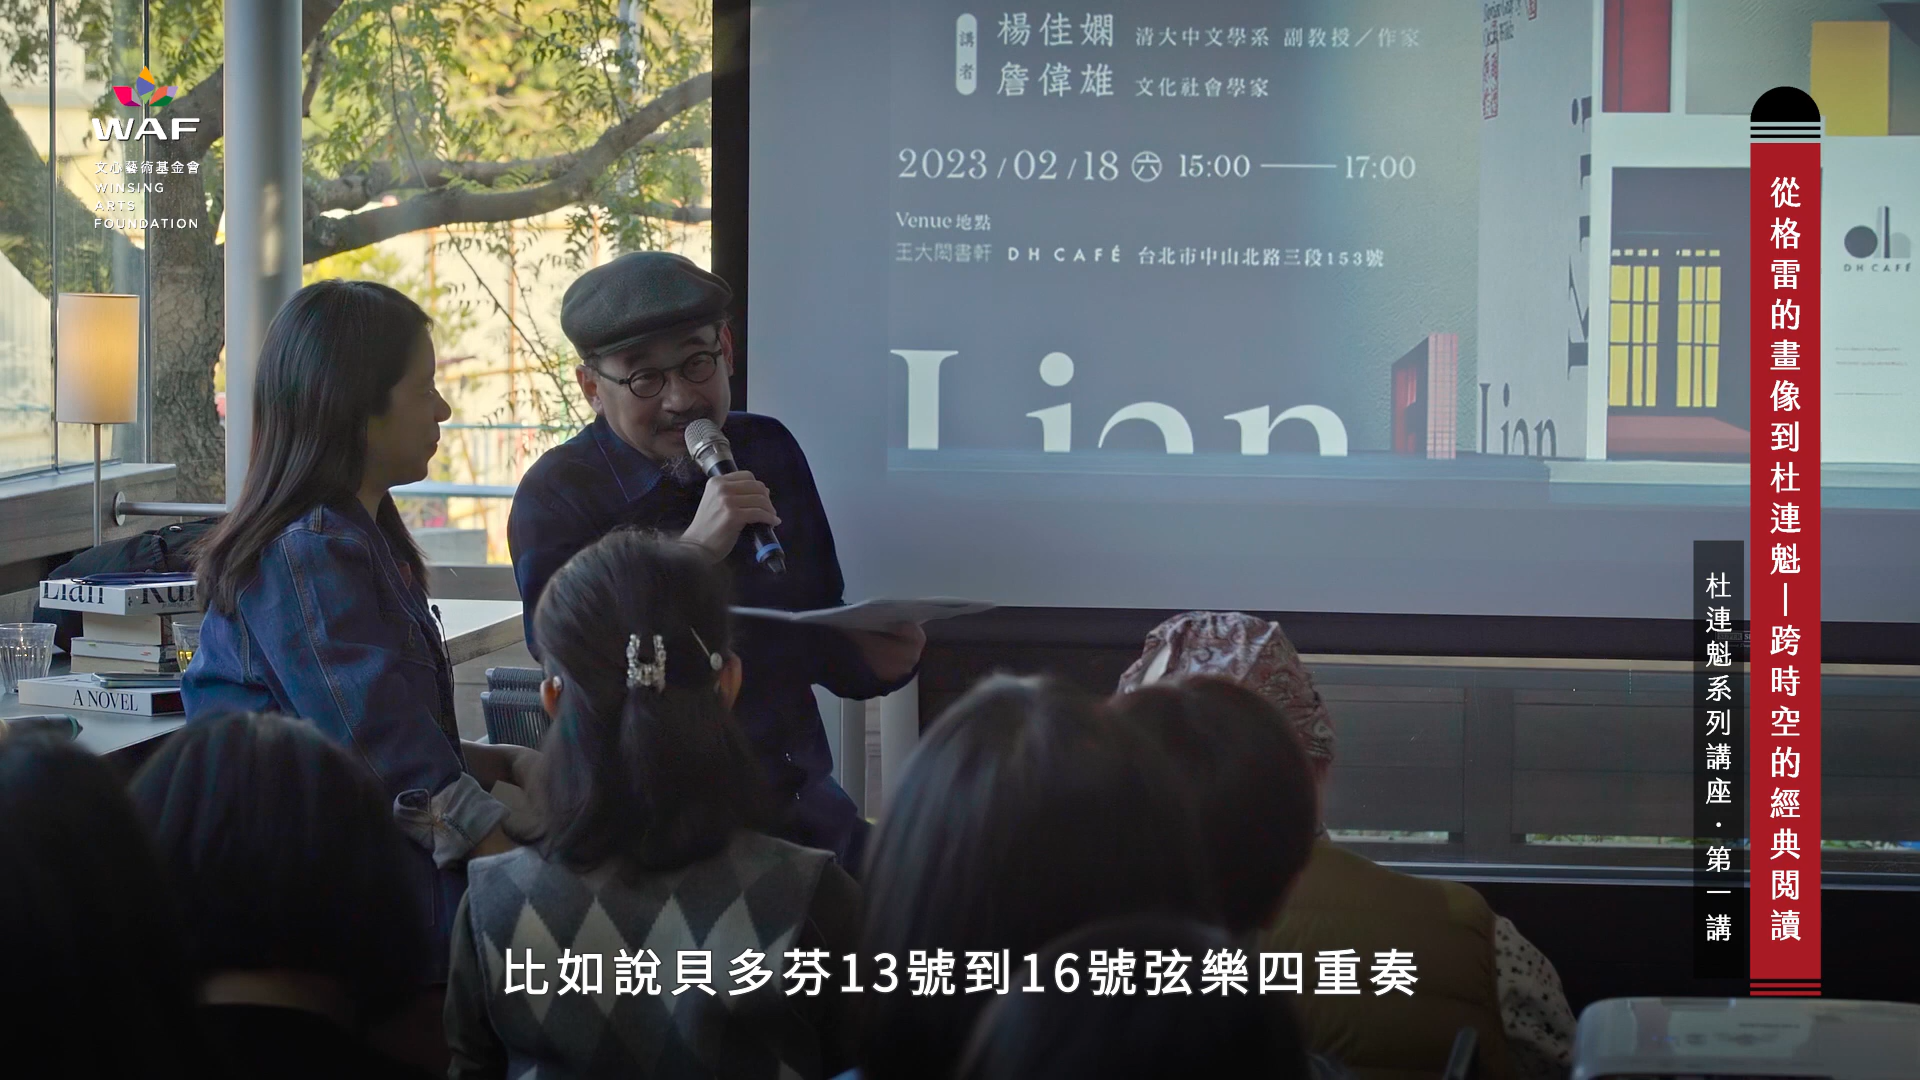 WAF
文心藝術基金會
WINSING
ARTS
FOUNDATION
講者
楊佳嫻 清大中文學系 副教授／作家
詹偉雄 文化社會學家
2023 / 02 / 18 六 15:00 —— 17:00
Venue 地點
王大閎書軒 DH CAFÉ 台北市中山北路三段153號
Lian
Lian
dh
DH CAFÉ
從格雷的畫像到杜連魁—跨時空的經典閱讀
杜連魁系列講座．第一講
Lian Kui
A NOVEL
比如說貝多芬13號到16號弦樂四重奏